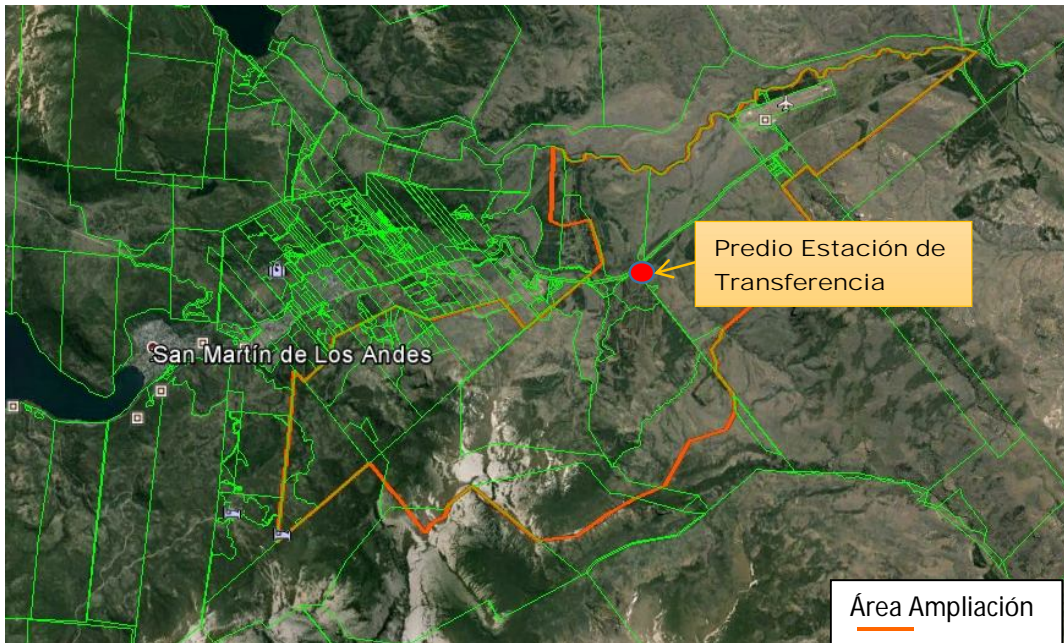 Predio Estación de
Transferencia
San Martín de Los Andes
Área Ampliación